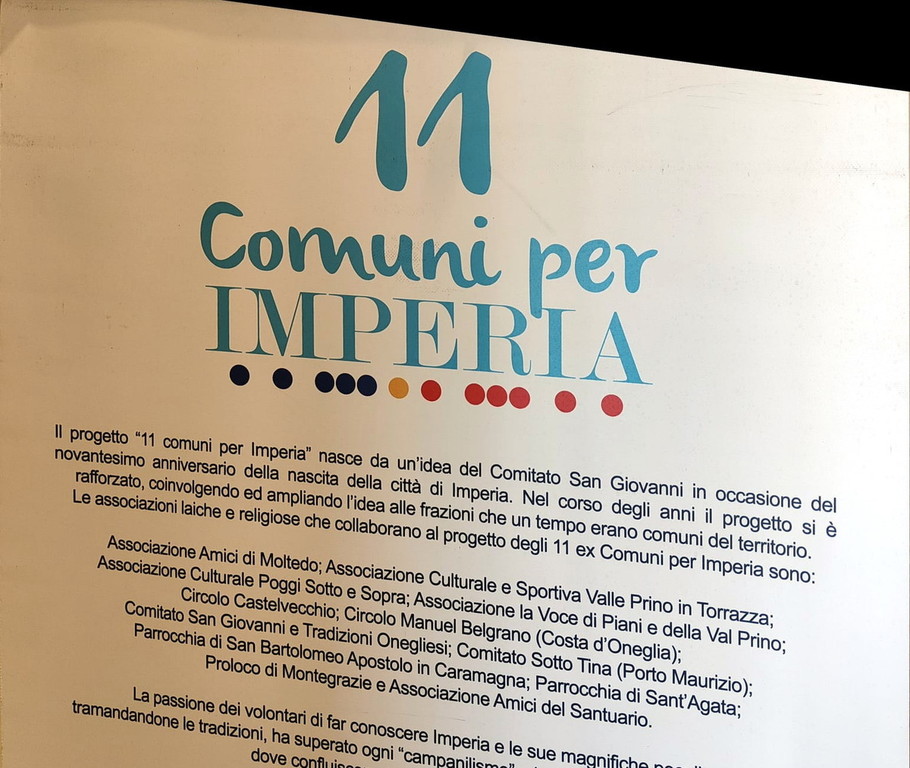 11
Comuni per
IMPERIA
Il progetto “11 comuni per Imperia” nasce da un’idea del Comitato San Giovanni in occasione del
novantesimo anniversario della nascita della città di Imperia. Nel corso degli anni il progetto si è
rafforzato, coinvolgendo ed ampliando l’idea alle frazioni che un tempo erano comuni del territorio.
Le associazioni laiche e religiose che collaborano al progetto degli 11 ex Comuni per Imperia sono:
Associazione Amici di Moltedo; Associazione Culturale e Sportiva Valle Prino in Torrazza;
Associazione Culturale Poggi Sotto e Sopra; Associazione la Voce di Piani e della Val Prino;
Circolo Castelvecchio; Circolo Manuel Belgrano (Costa d’Oneglia);
Comitato San Giovanni e Tradizioni Onegliesi; Comitato Sotto Tina (Porto Maurizio);
Parrocchia di San Bartolomeo Apostolo in Caramagna; Parrocchia di Sant’Agata;
Proloco di Montegrazie e Associazione Amici del Santuario.
La passione dei volontari di far conoscere Imperia e le sue magnifiche
tramandandone le tradizioni, ha superato ogni “campanilismo”
dove